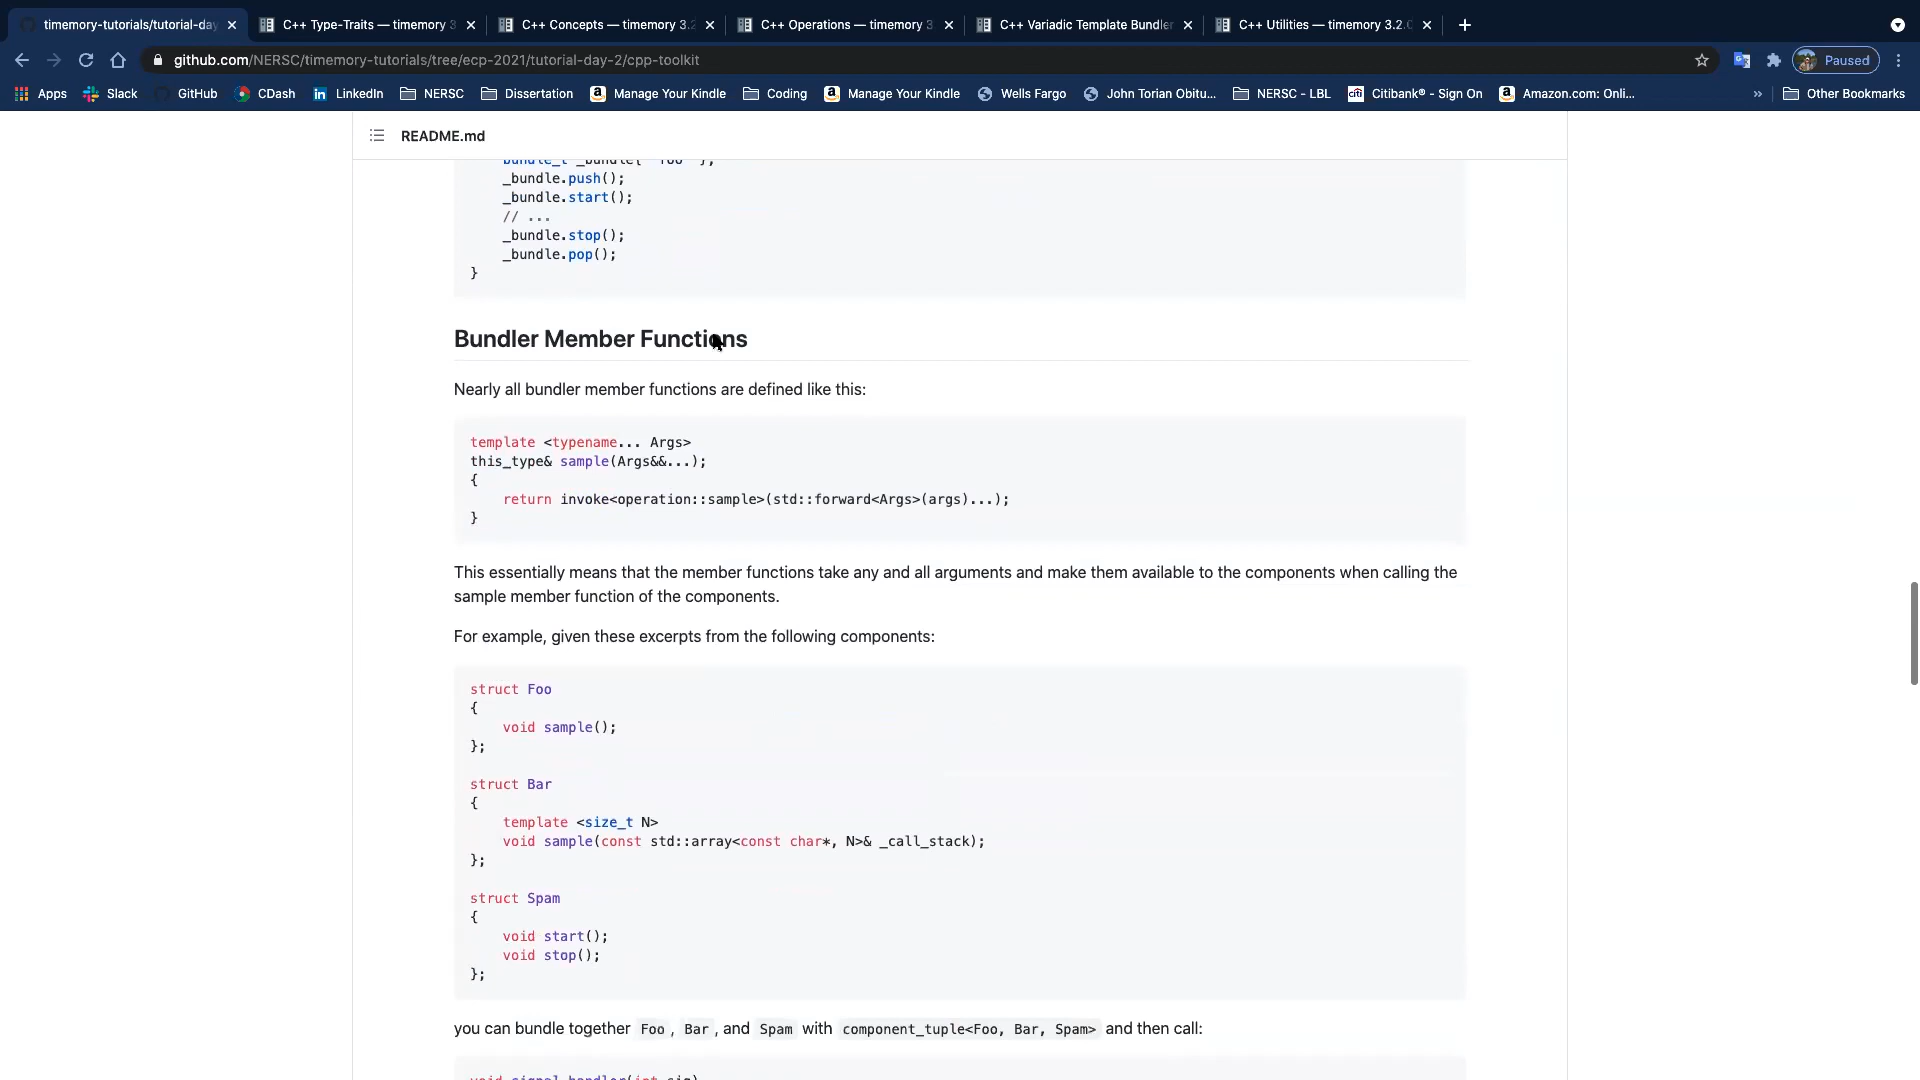 timemory-tutorials/tutorial-day
C++ Type-Traits — timemory 3
C++ Concepts — timemory 3.2
C++ Operations — timemory 3
C++ Variadic Template Bundler
C++ Utilities — timemory 3.2.0
github.com/NERSC/timemory-tutorials/tree/ecp-2021/tutorial-day-2/cpp-toolkit
Paused
Apps
Slack
GitHub
CDash
LinkedIn
NERSC
Dissertation
Manage Your Kindle
Coding
Manage Your Kindle
Wells Fargo
John Torian Obitu...
NERSC - LBL
Citibank® - Sign On
Amazon.com: Onli...
»
Other Bookmarks
README.md
bundle_t _bundle{ "foo" };
_bundle.push();
_bundle.start();
// ...
_bundle.stop();
_bundle.pop();
}
Bundler Member Functions
Nearly all bundler member functions are defined like this:
template <typename... Args>
this_type& sample(Args&&...);
{
return invoke<operation::sample>(std::forward<Args>(args)...);
}
This essentially means that the member functions take any and all arguments and make them available to the components when calling the
sample member function of the components.
For example, given these excerpts from the following components:
struct Foo
{
void sample();
};
struct Bar
{
template <size_t N>
void sample(const std::array<const char*, N>& _call_stack);
};
struct Spam
{
void start();
void stop();
};
you can bundle together Foo , Bar , and Spam with component_tuple<Foo, Bar, Spam> and then call:
void signal_handler(int sig)